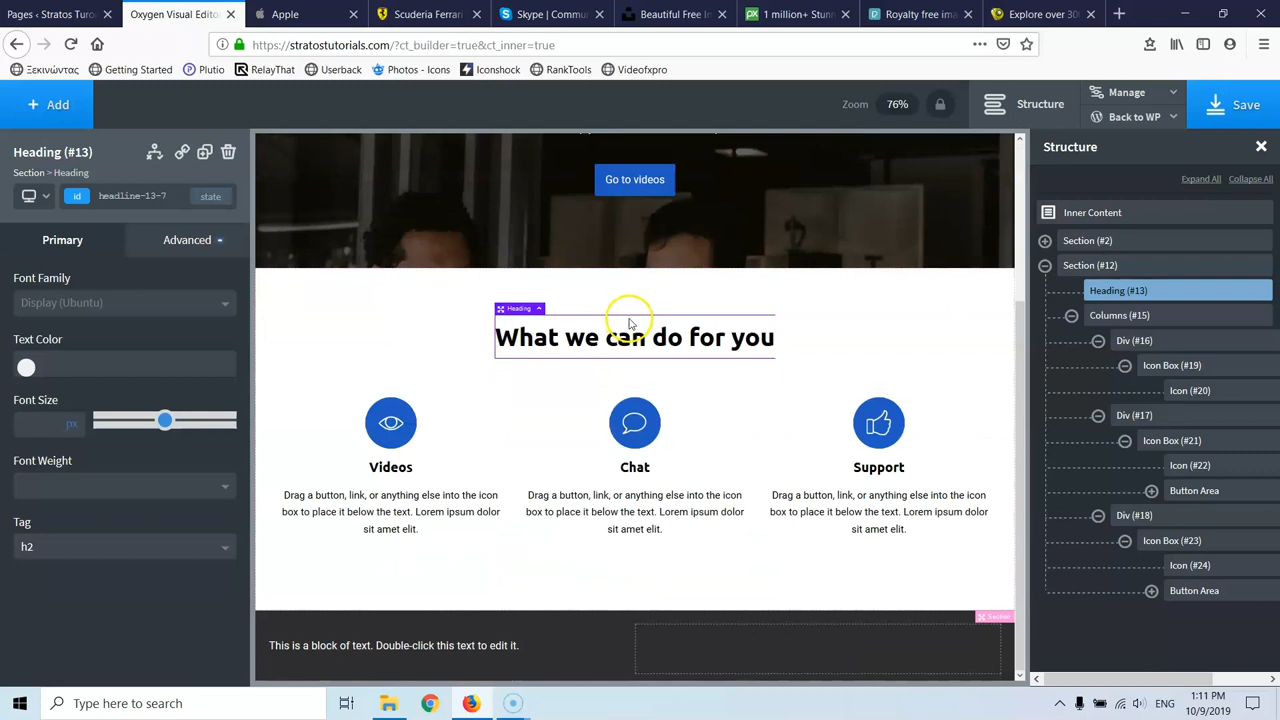 Pages < Stratos Tuto
Oxygen Visual Edito
Apple
Scuderia Ferrari
Skype | Commu
Beautiful Free In
1 million+ Stunn
Royalty free ima
Explore over 300
https://stratostutorials.com/?ct_builder=true&ct_inner=true
Ξεκινώντας
Getting Started
Plutio
RelayThat
Userback
Photos - Icons
Iconshock
RankTools
Videofxpro
+ Add
Zoom
76%
Structure
Manage
Back to WP
Save
Heading (#13)
Section > Heading
id
headline-13-7
state
Primary
Advanced
Font Family
Display (Ubuntu)
Text Color
Font Size
px
Font Weight
Tag
h2
Go to videos
Heading
What we can do for you
Videos
Chat
Support
Drag a button, link, or anything else into the icon
box to place it below the text. Lorem ipsum dolor
sit amet elit.
Drag a button, link, or anything else into the icon
box to place it below the text. Lorem ipsum dolor
sit amet elit.
Drag a button, link, or anything else into the icon
box to place it below the text. Lorem ipsum dolor
sit amet elit.
Section
This is a block of text. Double-click this text to edit it.
Structure
Expand All
Collapse All
Inner Content
Section (#2)
Section (#12)
Heading (#13)
Columns (#15)
Div (#16)
Icon Box (#19)
Icon (#20)
Div (#17)
Icon Box (#21)
Icon (#22)
Button Area
Div (#18)
Icon Box (#23)
Icon (#24)
Button Area
Type here to search
ENG
1:11 PM
10/9/2019